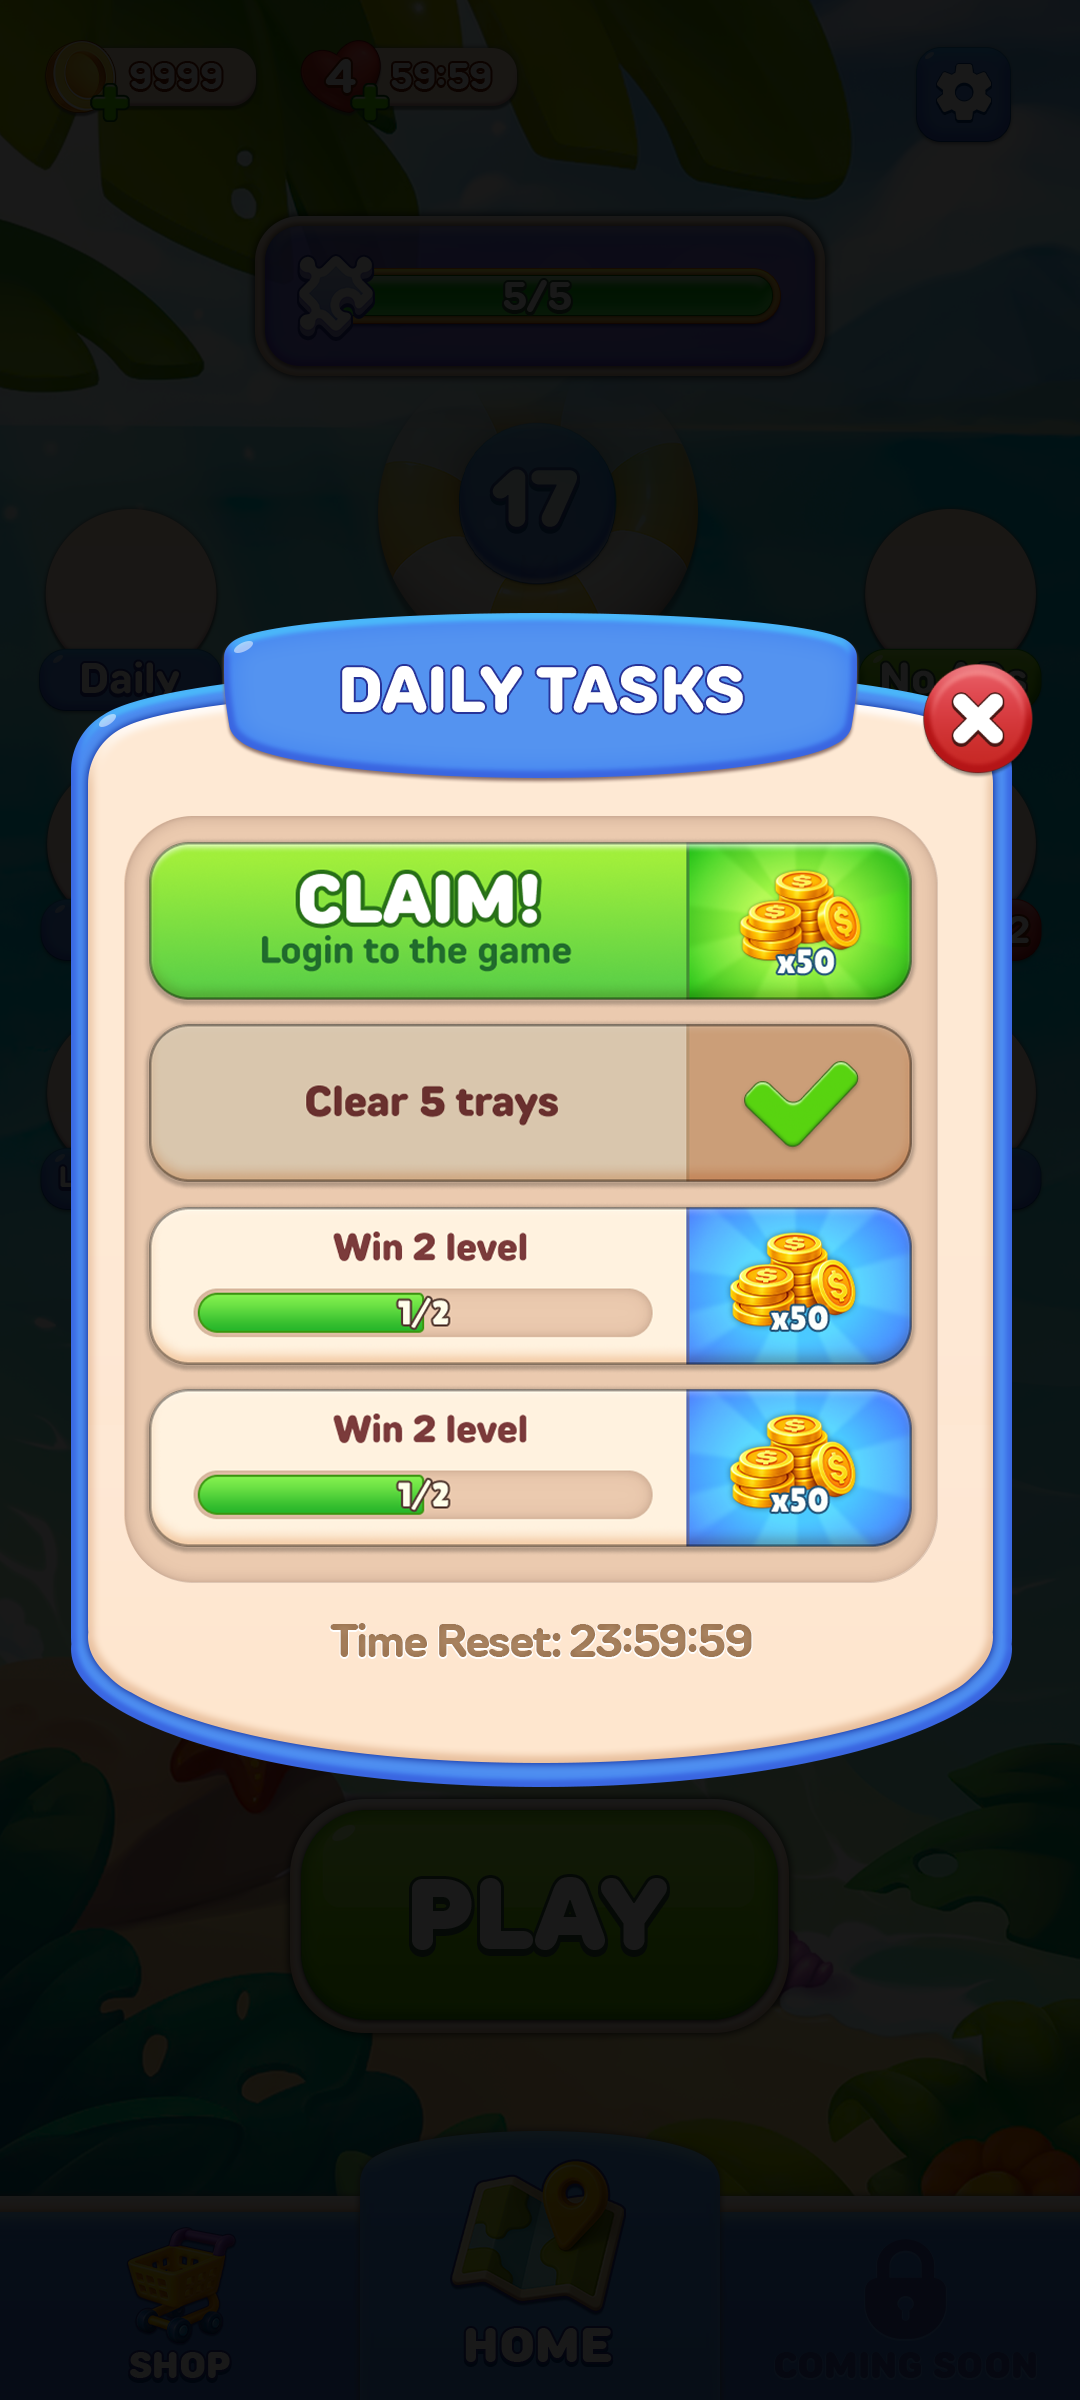 9999
4
59:59
5/5
17
Daily
DAILY TASKS
CLAIM!
Login to the game
x50
Clear 5 trays
Win 2 level
1/2
x50
Win 2 level
1/2
x50
Time Reset: 23:59:59
PLAY
SHOP
HOME
COMING SOON